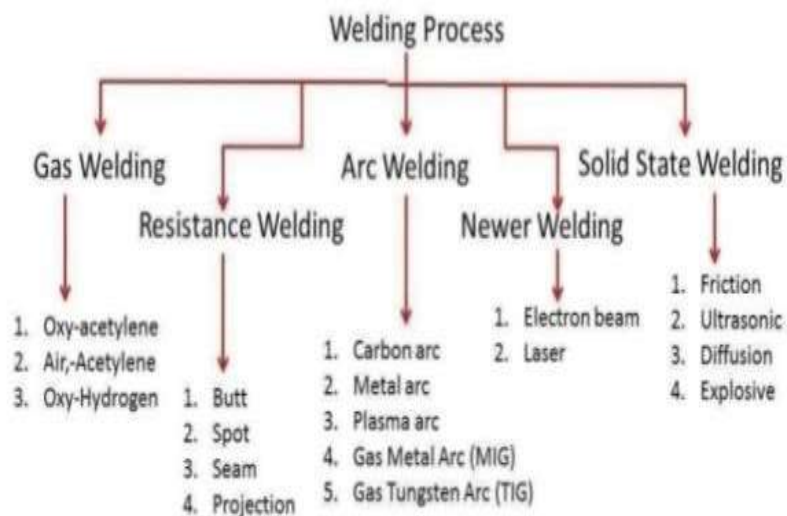 Welding Process
Gas Welding
Resistance Welding
Arc Welding
Newer Welding
Solid State Welding
1. Oxy-acetylene
2. Air,-Acetylene
3. Oxy-Hydrogen
1. Butt
2. Spot
3. Seam
4. Projection
1. Carbon arc
2. Metal arc
3. Plasma arc
4. Gas Metal Arc (MIG)
5. Gas Tungsten Arc (TIG)
1. Electron beam
2. Laser
1. Friction
2. Ultrasonic
3. Diffusion
4. Explosive